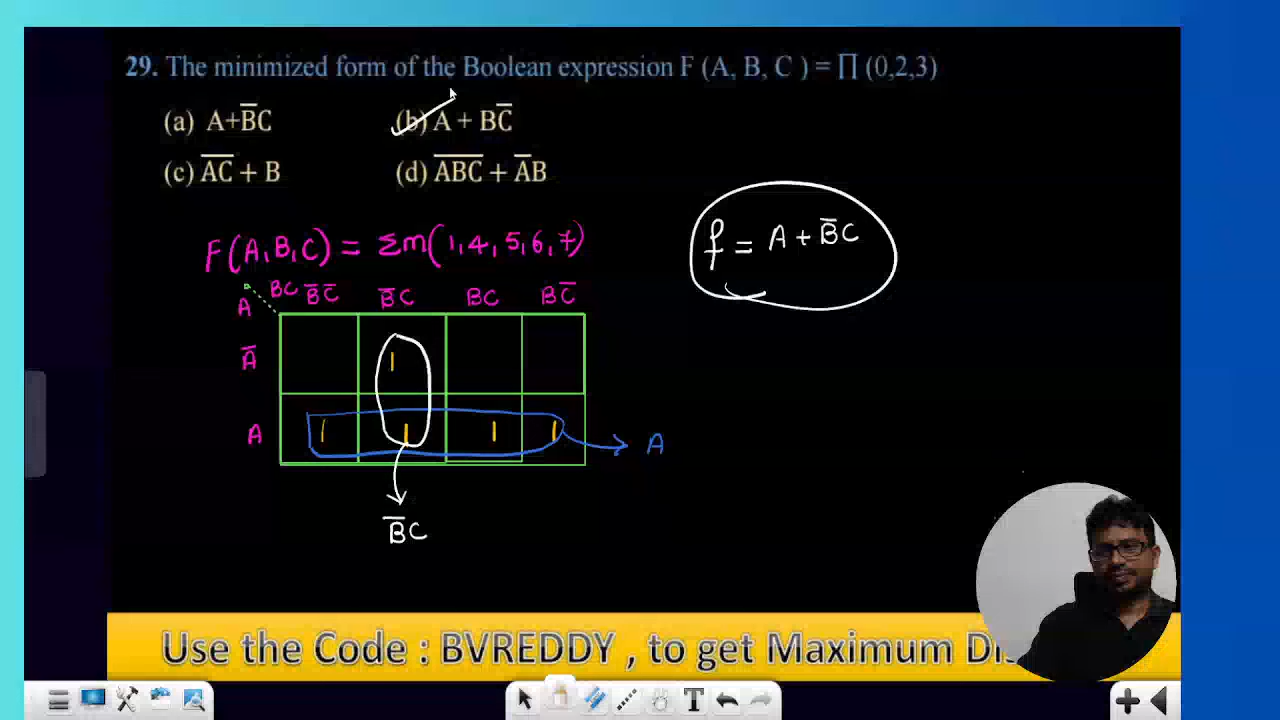 29. The minimized form of the Boolean expression F (A, B, C ) = ∏ (0,2,3)
(a) A+B̅C
(b) A + BC̅
(c) A̅C̅ + B
(d) A̅B̅C̅ + A̅B
F(A,B,C) = Σm(1,4,5,6,7)
f = A + B̅C
A BC B̅C̅ B̅C BC BC̅
A̅ 1
A 1 1 1 1 → A
B̅C
Use the Code : BVREDDY , to get Maximum
T